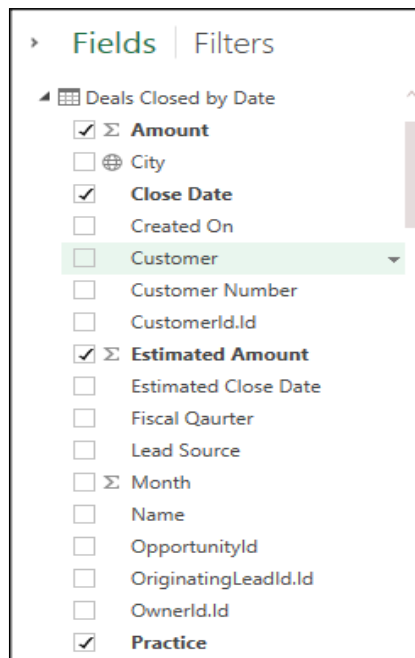 Fields | Filters
Deals Closed by Date
Σ Amount
City
Close Date
Created On
Customer
Customer Number
CustomerId.Id
Σ Estimated Amount
Estimated Close Date
Fiscal Qaurter
Lead Source
Σ Month
Name
OpportunityId
OriginatingLeadId.Id
OwnerId.Id
Practice